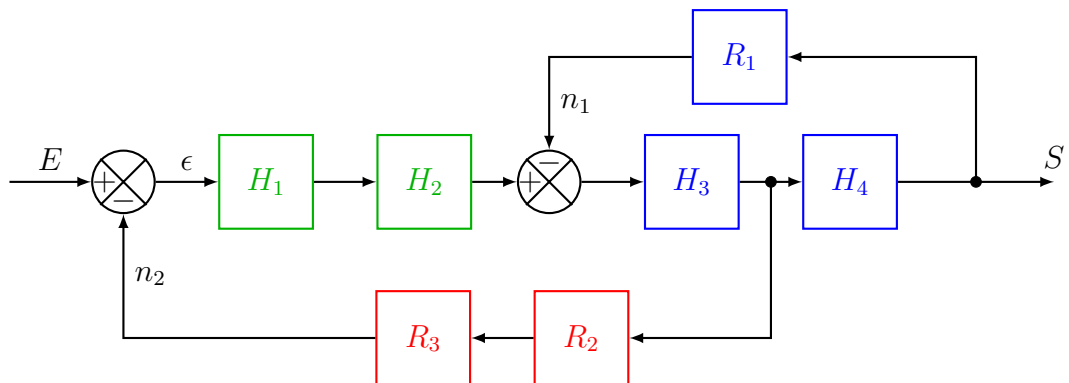 R₁
n₁
E
ϵ
S
+
−
H₁
H₂
−
+
H₃
H₄
n₂
R₃
R₂